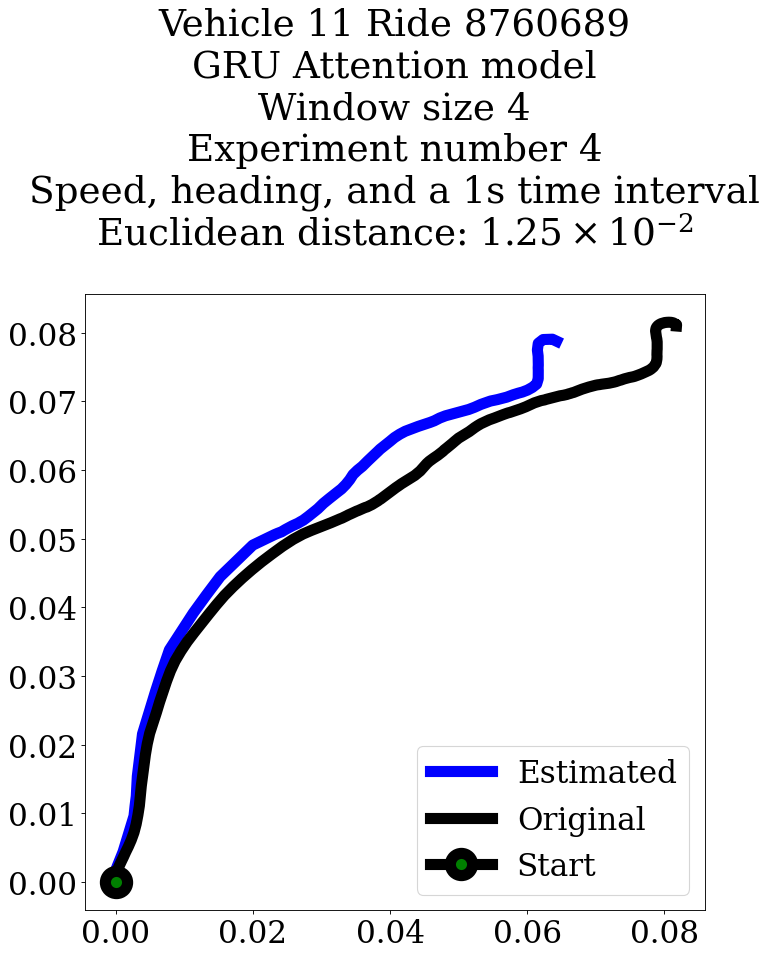 Vehicle 11 Ride 8760689
GRU Attention model
Window size 4
Experiment number 4
Speed, heading, and a 1s time interval
Euclidean distance: 1.25 × 10⁻²
0.08
0.07
0.06
0.05
0.04
0.03
0.02
0.01
0.00
Estimated
Original
Start
0.00 0.02 0.04 0.06 0.08